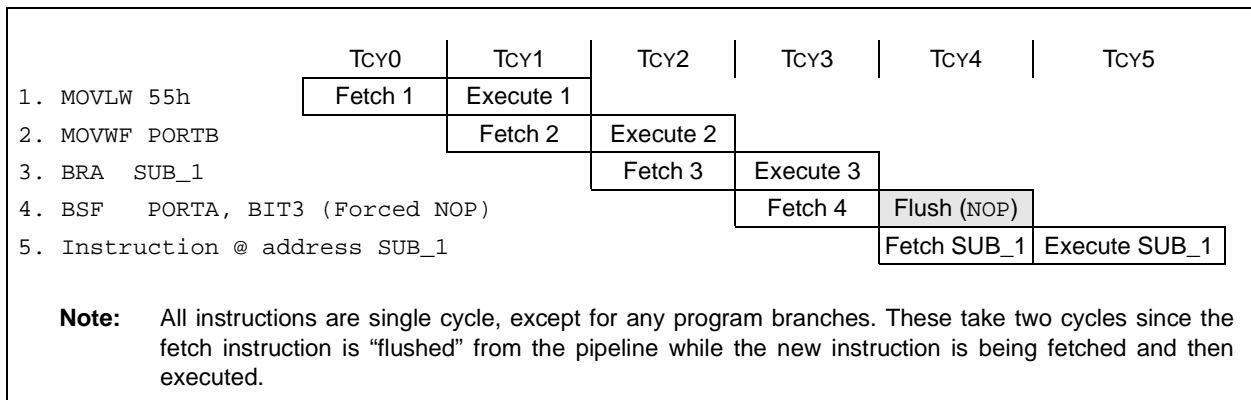 TCY0 TCY1 TCY2 TCY3 TCY4 TCY5
1. MOVLW 55h Fetch 1 Execute 1
2. MOVWF PORTB Fetch 2 Execute 2
3. BRA SUB_1 Fetch 3 Execute 3
4. BSF PORTA, BIT3 (Forced NOP) Fetch 4 Flush (NOP)
5. Instruction @ address SUB_1 Fetch SUB_1 Execute SUB_1
Note: All instructions are single cycle, except for any program branches. These take two cycles since the
fetch instruction is “flushed” from the pipeline while the new instruction is being fetched and then
executed.